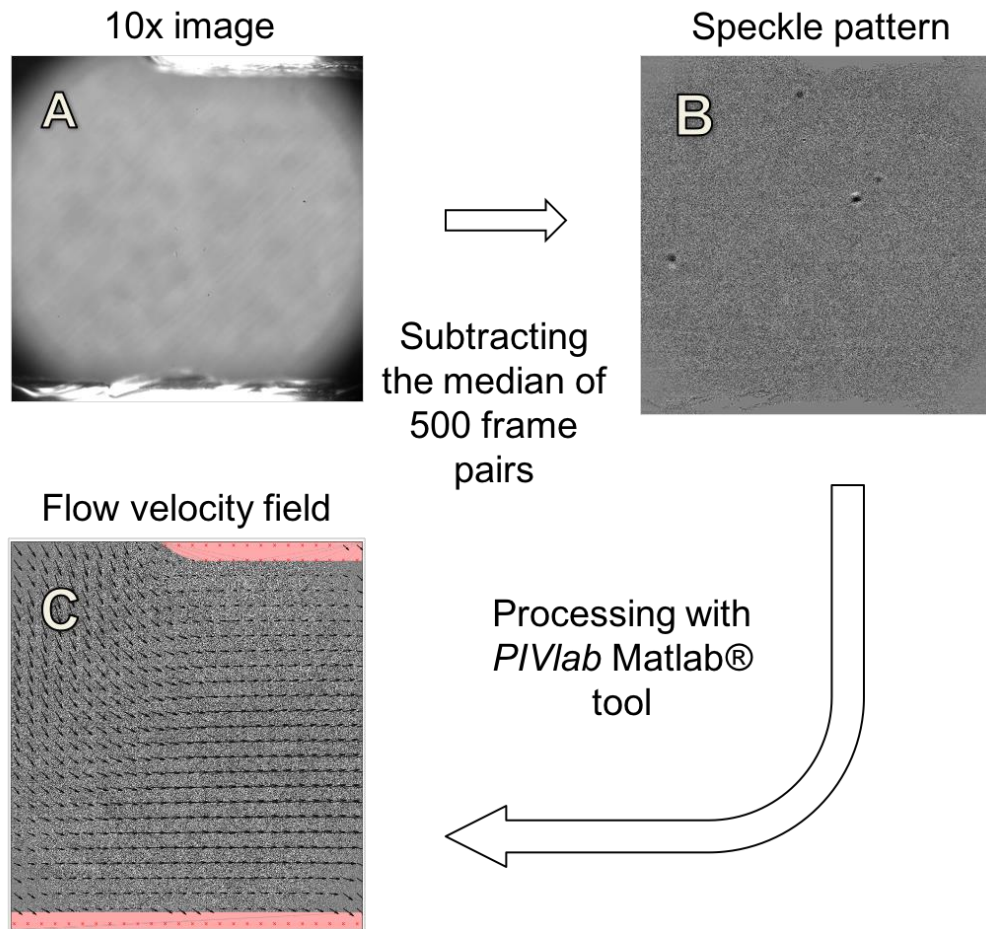 10x image
Speckle pattern
A
B
Subtracting
the median of
500 frame
pairs
Flow velocity field
C
Processing with
PIVlab Matlab®
tool